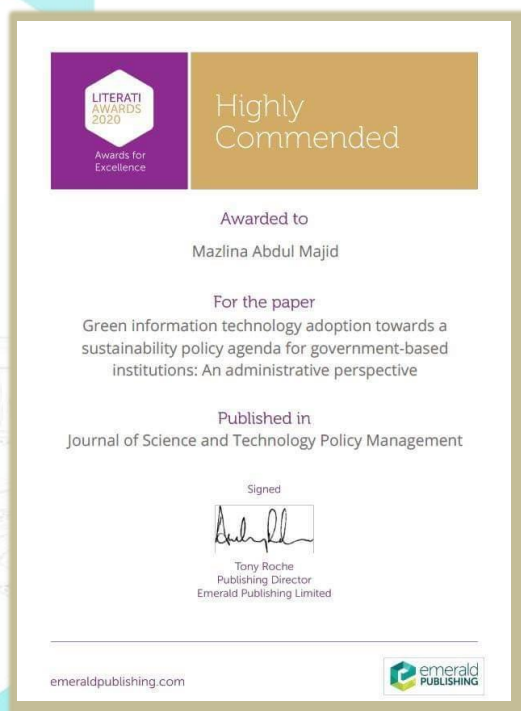 LITERATI
AWARDS
2020
Awards for
Excellence
Highly
Commended
Awarded to
Mazlina Abdul Majid
For the paper
Green information technology adoption towards a
sustainability policy agenda for government-based
institutions: An administrative perspective
Published in
Journal of Science and Technology Policy Management
Signed
Tony Roche
Publishing Director
Emerald Publishing Limited
emeraldpublishing.com
emerald
PUBLISHING